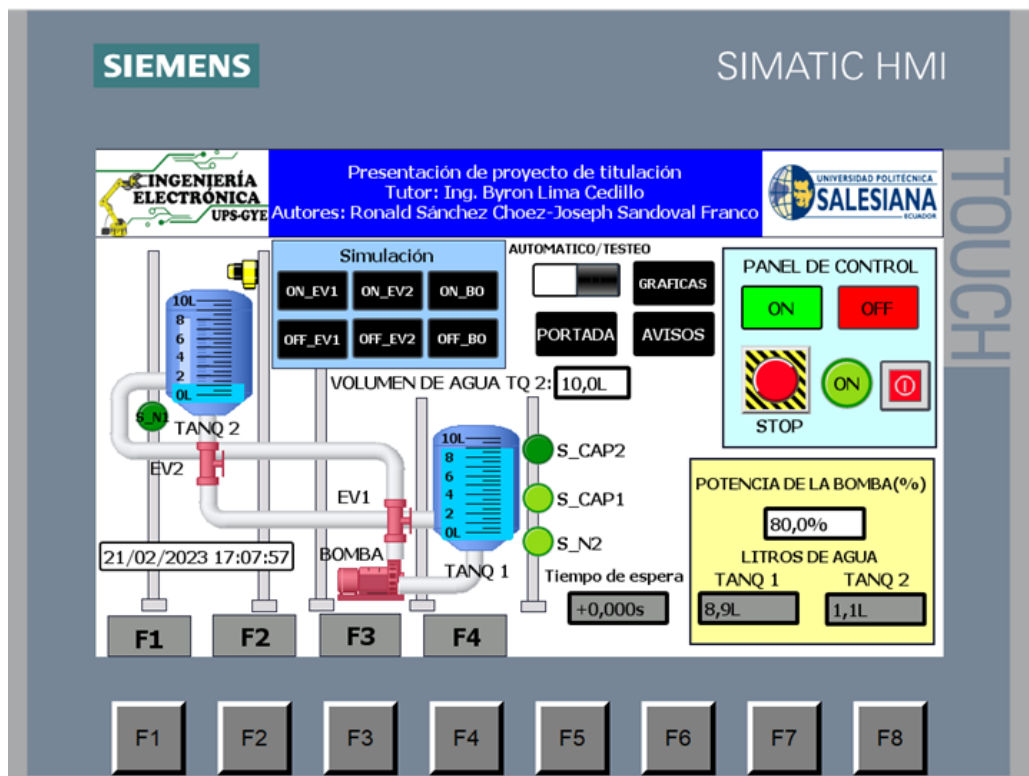 SIEMENS
SIMATIC HMI
TOUCH
INGENIERÍA
ELECTRÓNICA
UPS-GYE
Presentación de proyecto de titulación
Tutor: Ing. Byron Lima Cedillo
Autores: Ronald Sánchez Choez-Joseph Sandoval Franco
UNIVERSIDAD POLITÉCNICA
SALESIANA
ECUADOR
Simulación
ON_EV1 ON_EV2 ON_BO
OFF_EV1 OFF_EV2 OFF_BO
AUTOMATICO/TESTEO
GRAFICAS
PORTADA AVISOS
PANEL DE CONTROL
ON OFF
ON
STOP
VOLUMEN DE AGUA TQ 2: 10,0L
10L
8
6
4
2
0L
S_N1
TANQ 2
EV2
EV1
10L
8
6
4
2
0L
S_CAP2
S_CAP1
S_N2
21/02/2023 17:07:57
BOMBA
TANQ 1
Tiempo de espera
+0,000s
POTENCIA DE LA BOMBA(%)
80,0%
LITROS DE AGUA
TANQ 1 TANQ 2
8,9L 1,1L
F1 F2 F3 F4
F1 F2 F3 F4 F5 F6 F7 F8